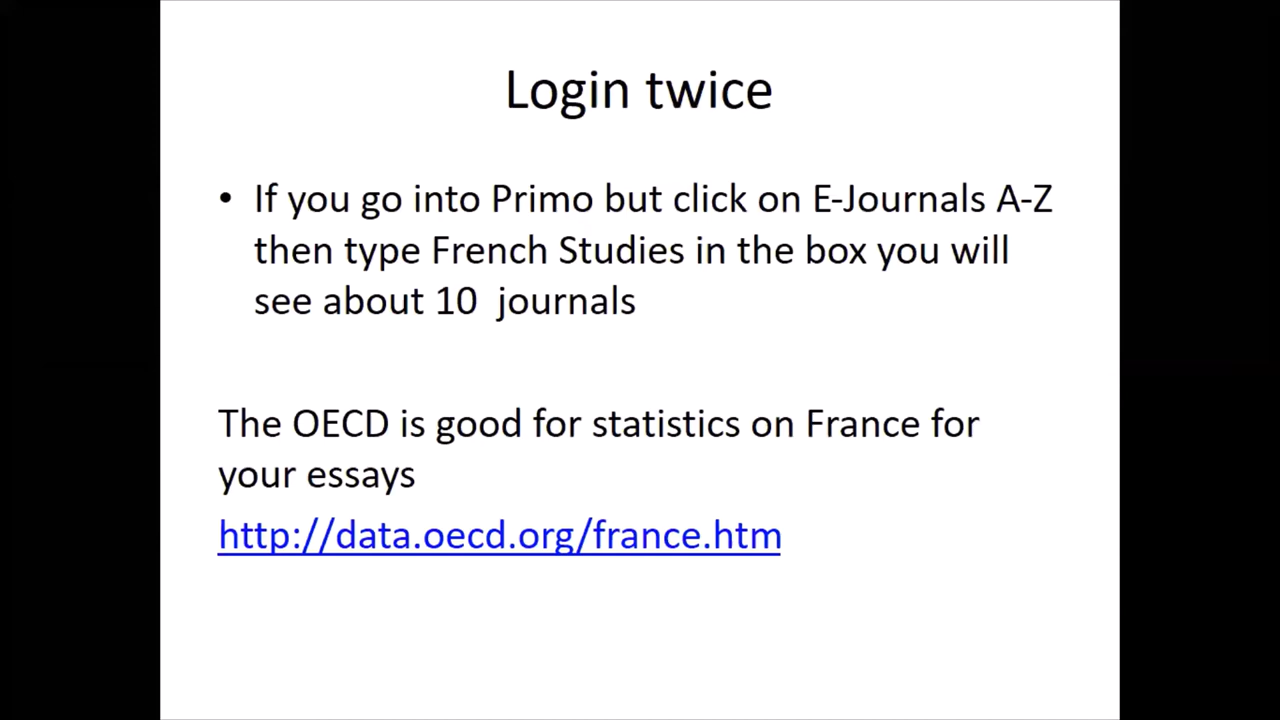 Login twice
• If you go into Primo but click on E-Journals A-Z
then type French Studies in the box you will
see about 10  journals
The OECD is good for statistics on France for
your essays
http://data.oecd.org/france.htm